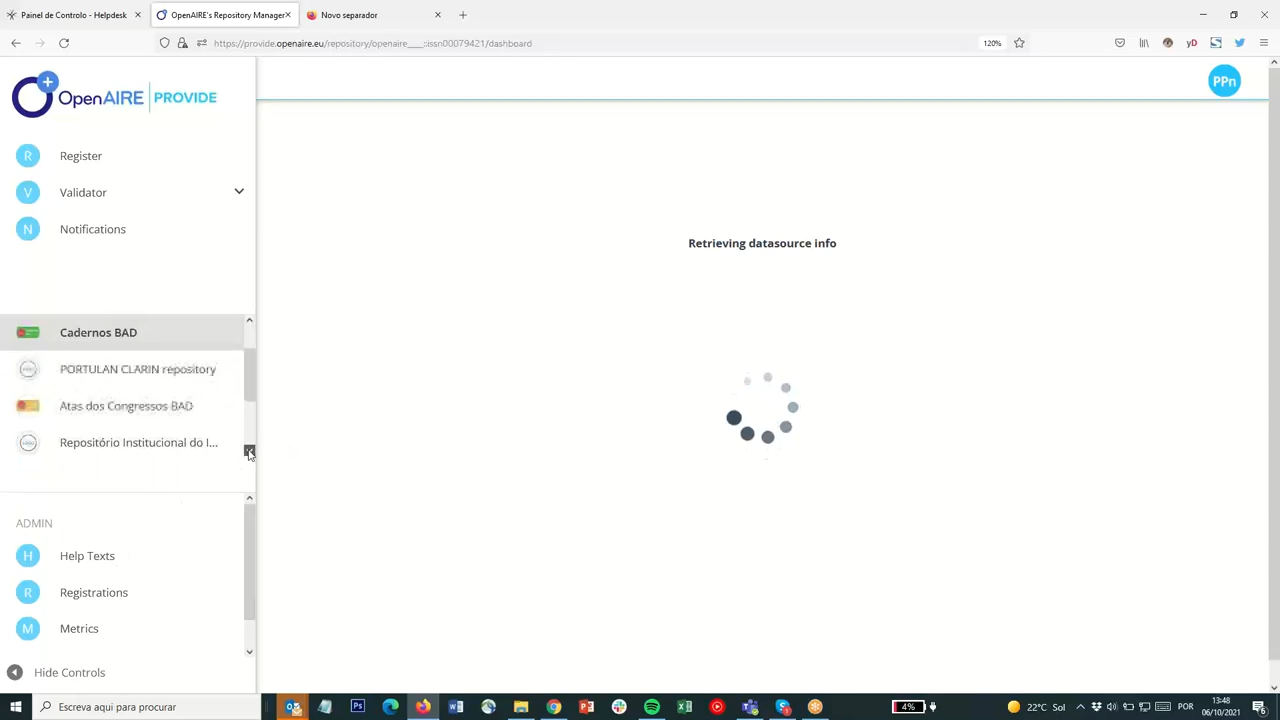 Painel de Controlo - Helpdesk
OpenAIRE's Repository Manager
Novo separador
https://provide.openaire.eu/repository/openaire____::issn00079421/dashboard
120%
yD
OpenAIRE | PROVIDE
PPn
R Register
V Validator
N Notifications
Retrieving datasource info
Cadernos BAD
PORTULAN CLARIN repository
Atas dos Congressos BAD
Repositório Institucional do I...
ADMIN
H Help Texts
R Registrations
M Metrics
Hide Controls
Escreva aqui para procurar
4%
22°C Sol
POR
13:48
06/10/2021